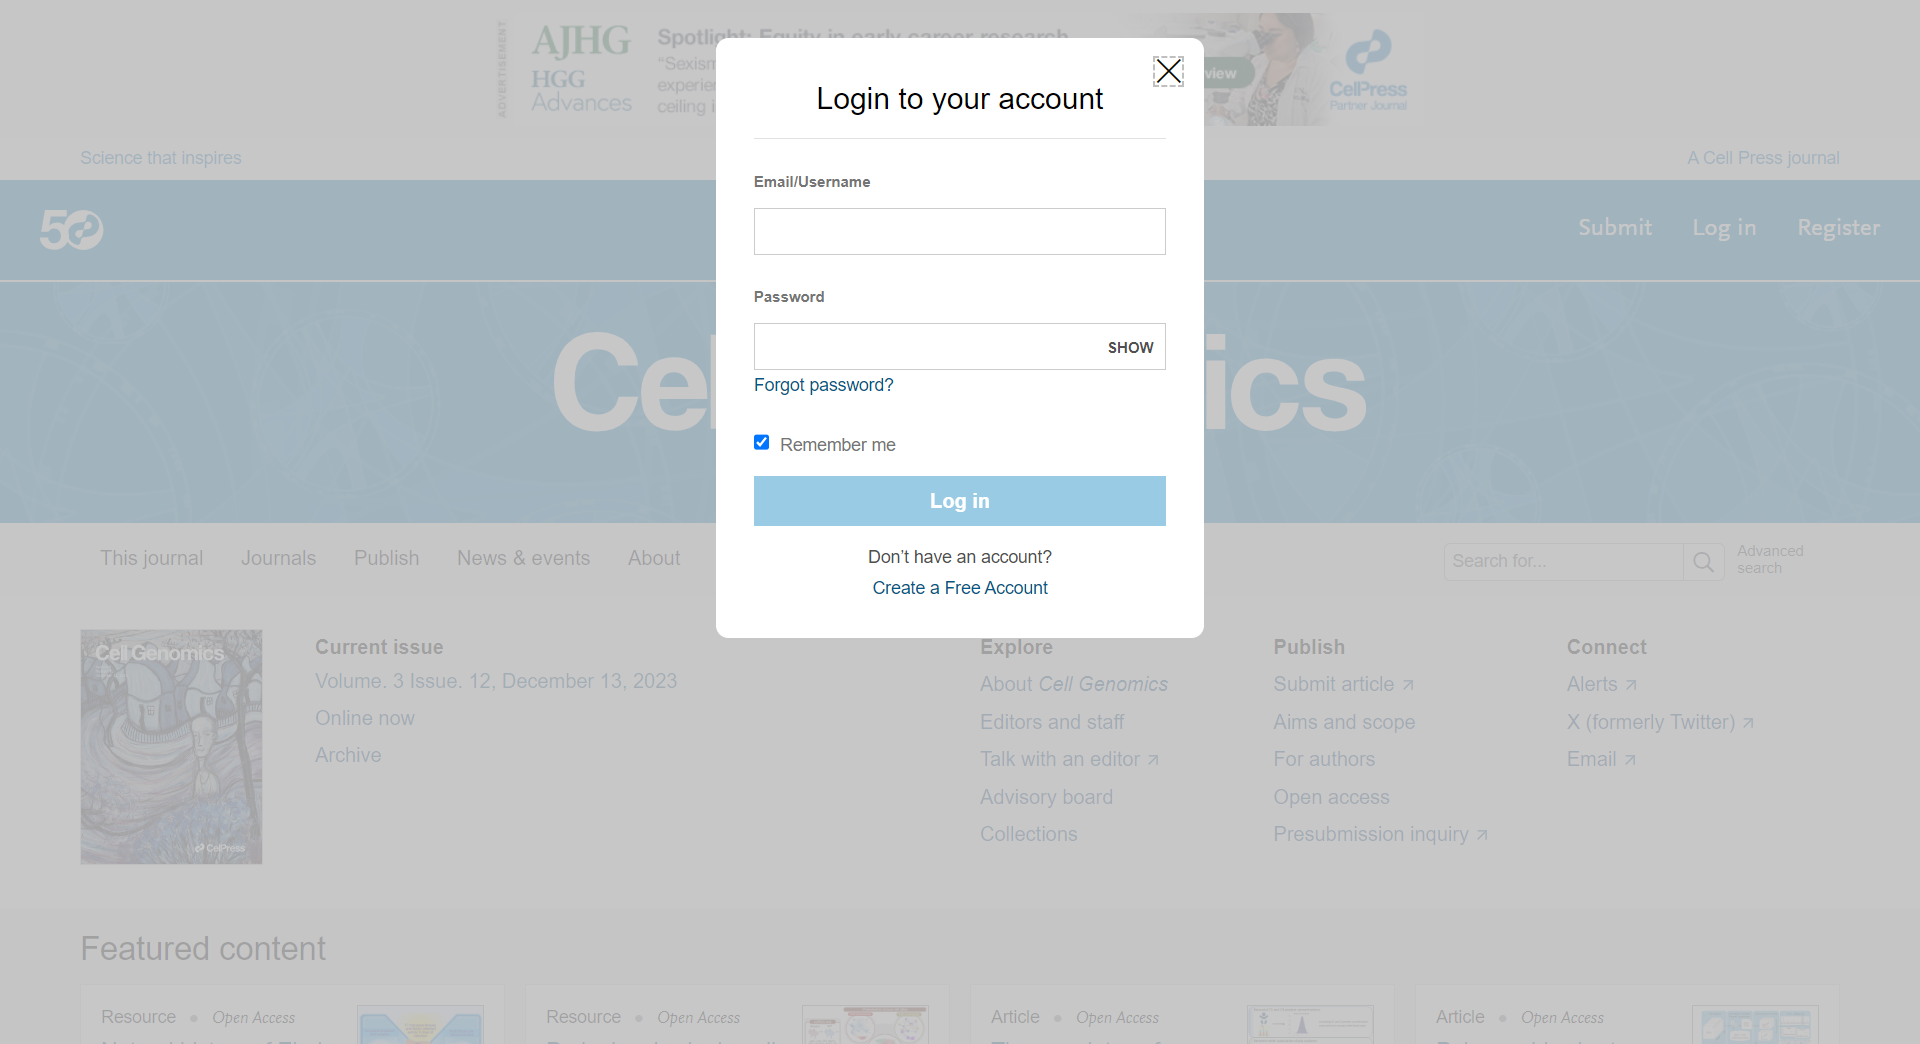 ADVERTISEMENT
AJHG
HGG
Advances
Spotlight: Equity in early career research
"Sexism
experie
ceiling i
view
CellPress
Partner Journal
Login to your account
Science that inspires
A Cell Press journal
Email/Username
50
Submit
Log in
Register
Password
SHOW
Forgot password?
Remember me
Log in
Don't have an account?
Create a Free Account
This journal
Journals
Publish
News & events
About
Search for...
Advanced
search
Cell Genomics
CellPress
Current issue
Volume. 3 Issue. 12, December 13, 2023
Online now
Archive
Explore
About Cell Genomics
Editors and staff
Talk with an editor
Advisory board
Collections
Publish
Submit article
Aims and scope
For authors
Open access
Presubmission inquiry
Connect
Alerts
X (formerly Twitter)
Email
Featured content
Resource • Open Access
Resource • Open Access
Article • Open Access
Article • Open Access